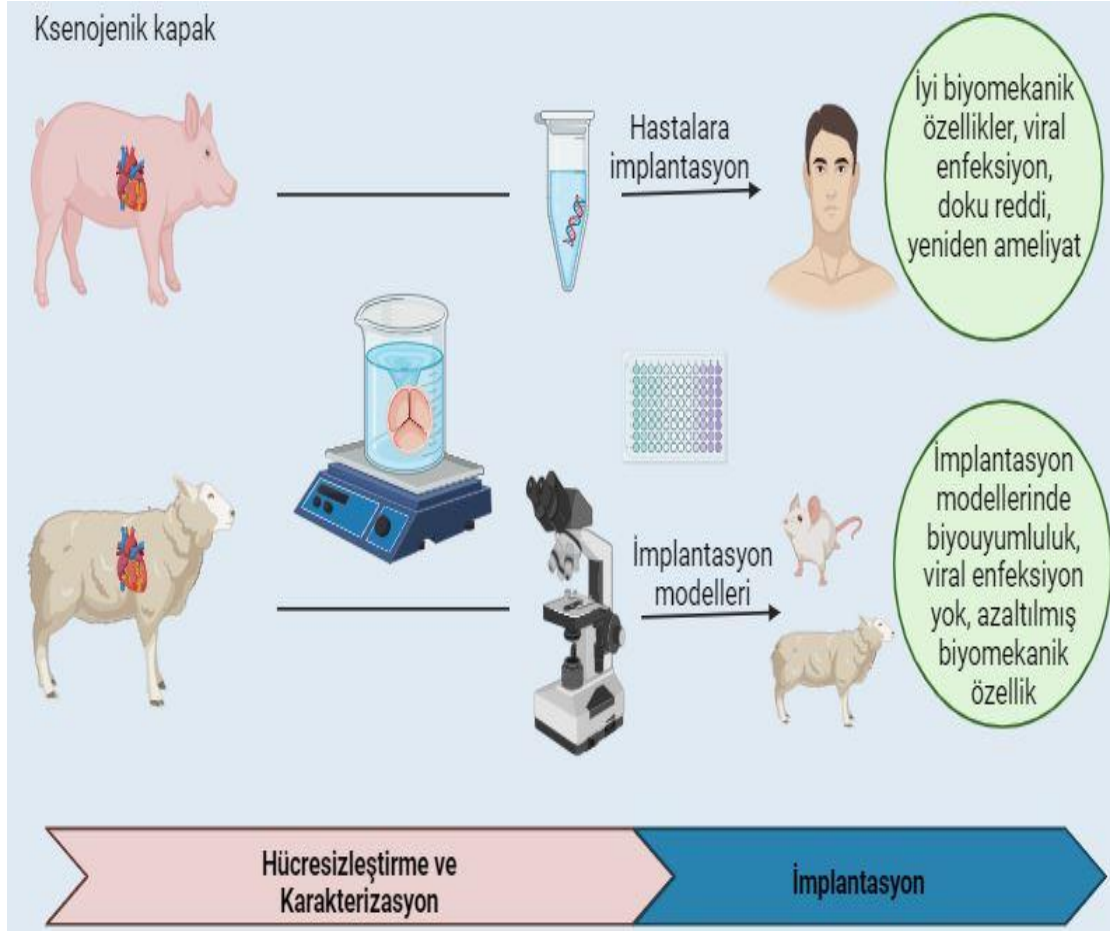 Ksenojenik kapak
Hastalara
implantasyon
İyi biyomekanik
özellikler, viral
enfeksiyon,
doku reddi,
yeniden ameliyat
İmplantasyon
modelleri
İmplantasyon
modellerinde
biyouyumluluk,
viral enfeksiyon
yok, azaltılmış
biyomekanik
özellik
Hücresizleştirme ve
Karakterizasyon
İmplantasyon